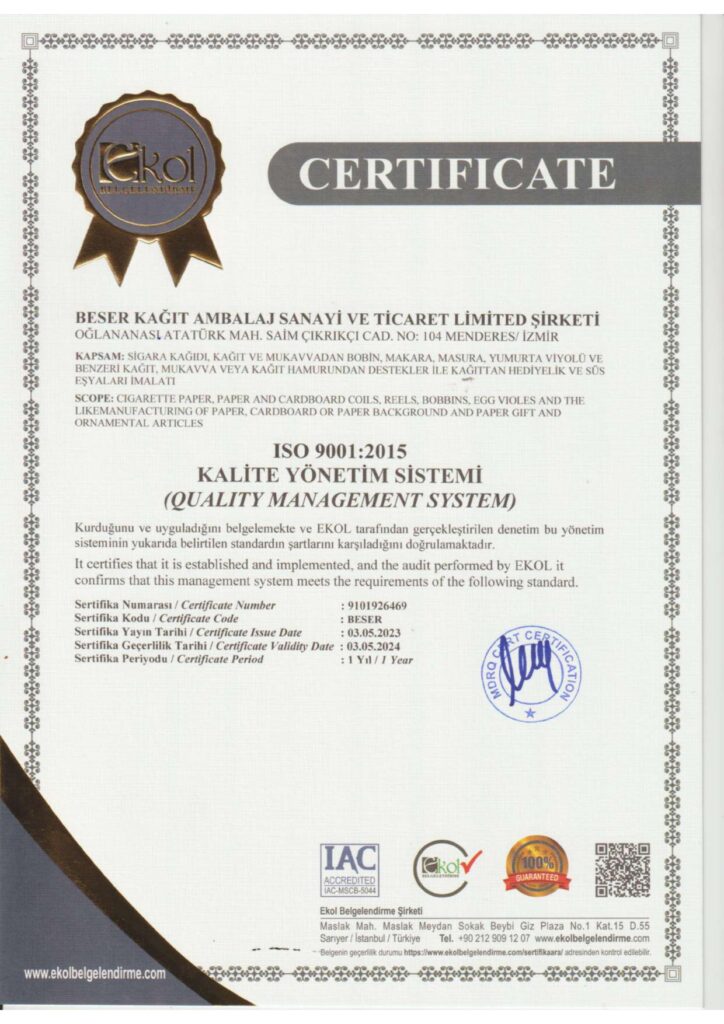 Ekol
BELGELENDİRME
CERTIFICATE
BESER KAĞIT AMBALAJ SANAYİ VE TİCARET LİMİTED ŞİRKETİ
OĞLANANASI ATATÜRK MAH. SAİM ÇIKRIKÇI CAD. NO: 104 MENDERES/ İZMİR
KAPSAM: SİGARA KAĞIDI, KAĞIT VE MUKAVVADAN BOBİN, MAKARA, MASURA, YUMURTA VİYOLÜ VE
BENZERİ KAĞIT, MUKAVVA VEYA KAĞIT HAMURUNDAN DESTEKLER İLE KAĞITTAN HEDİYELİK VE SÜS
EŞYALARI İMALATI
SCOPE: CIGARETTE PAPER, PAPER AND CARDBOARD COILS, REELS, BOBBINS, EGG VIOLES AND THE
LIKEMANUFACTURING OF PAPER, CARDBOARD OR PAPER BACKGROUND AND PAPER GIFT AND
ORNAMENTAL ARTICLES
ISO 9001:2015
KALİTE YÖNETİM SİSTEMİ
(QUALITY MANAGEMENT SYSTEM)
Kurduğunu ve uyguladığını belgelemekte ve EKOL tarafından gerçekleştirilen denetim bu yönetim
sisteminin yukarıda belirtilen standardın şartlarını karşıladığını doğrulamaktadır.
It certifies that it is established and implemented, and the audit performed by EKOL it
confirms that this management system meets the requirements of the following standard.
Sertifika Numarası / Certificate Number : 9101926469
Sertifika Kodu / Certificate Code : BESER
Sertifika Yayın Tarihi / Certificate Issue Date : 03.05.2023
Sertifika Geçerlilik Tarihi / Certificate Validity Date : 03.05.2024
Sertifika Periyodu / Certificate Period : 1 Yıl / 1 Year
MDRQ CERT CERTIFICATION
IAC
ACCREDITED
IAC-MSCB-5044
Ekol
BELGELENDİRME
100%
GUARANTEED
Ekol Belgelendirme Şirketi
Maslak Mah. Maslak Meydan Sokak Beybi Giz Plaza No.1 Kat.15 D.55
Sarıyer / İstanbul / Türkiye Tel. +90 212 909 12 07 www.ekolbelgelendirme.com
Belgenin geçerlilik durumu https://www.ekolbelgelendirme.com/sertifikaara/ adresinden kontrol edilebilir.
www.ekolbelgelendirme.com